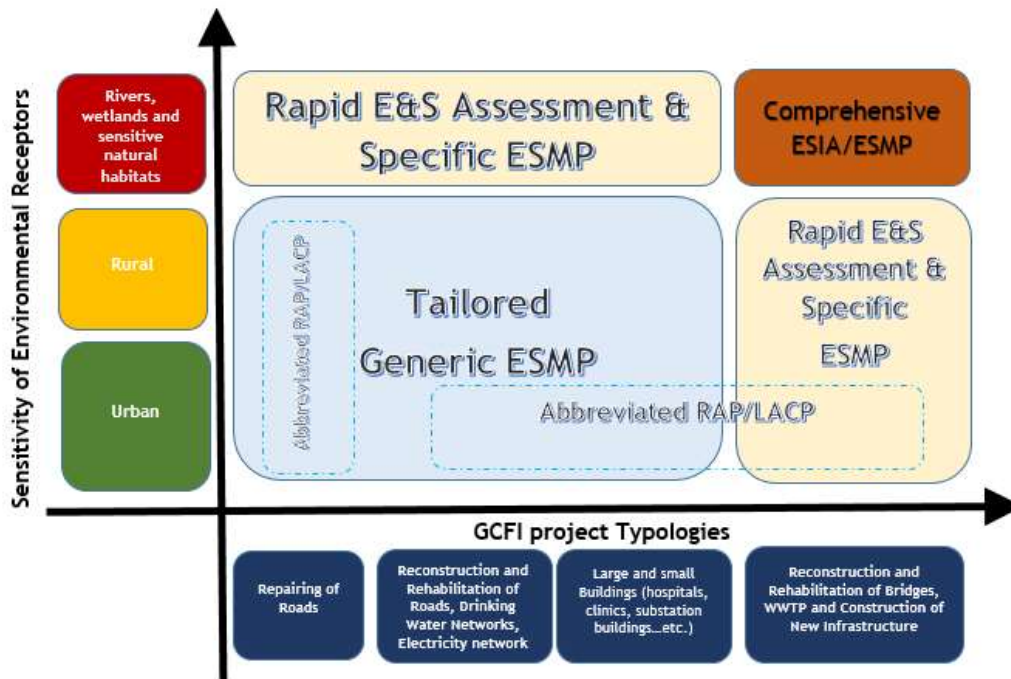 Sensitivity of Environmental Receptors
Rivers,
wetlands and
sensitive
natural
habitats
Rural
Urban
Rapid E&S Assessment &
Specific ESMP
Comprehensive
ESIA/ESMP
Abbreviated RAP/LACP
Tailored
Generic ESMP
Rapid E&S
Assessment &
Specific
ESMP
Abbreviated RAP/LACP
GCFI project Typologies
Repairing of
Roads
Reconstruction and
Rehabilitation of
Roads, Drinking
Water Networks,
Electricity network
Large and small
Buildings (hospitals,
clinics, substation
buildings…etc.)
Reconstruction and
Rehabilitation of Bridges,
WWTP and Construction of
New Infrastructure